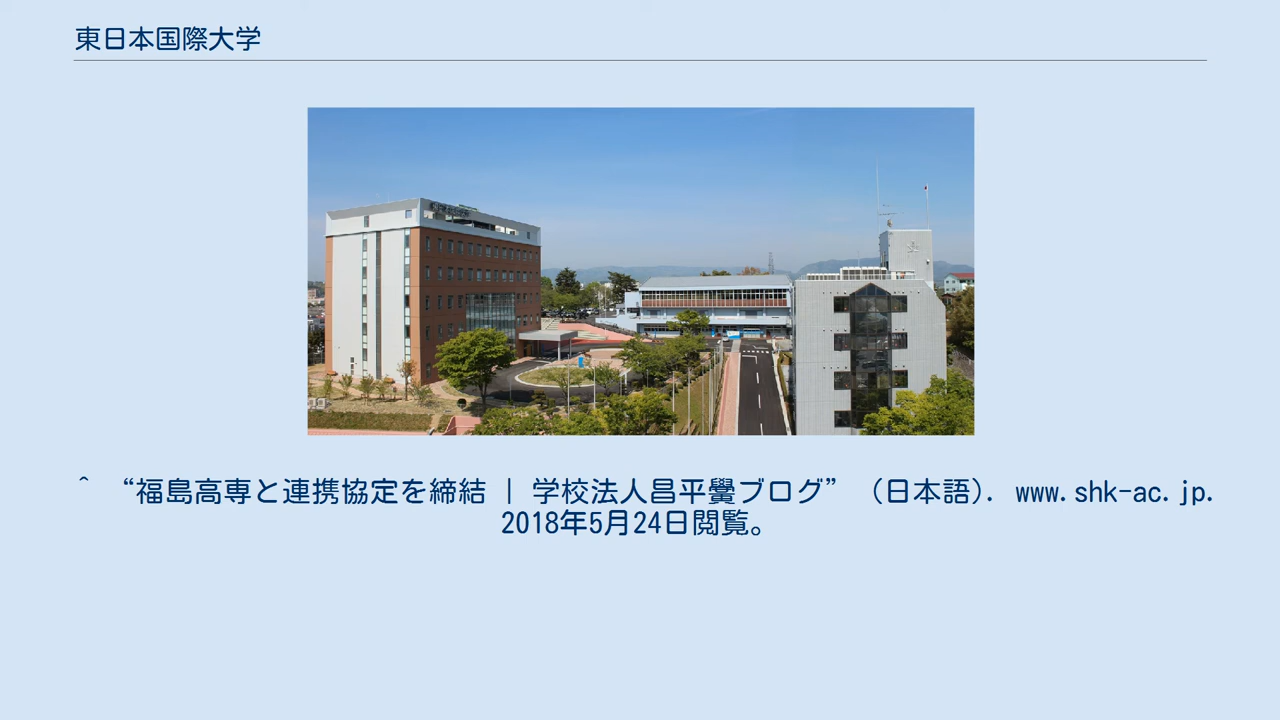 東日本国際大学
^ “福島高専と連携協定を締結 | 学校法人昌平黌ブログ” (日本語). www.shk-ac.jp.
2018年5月24日閲覧。